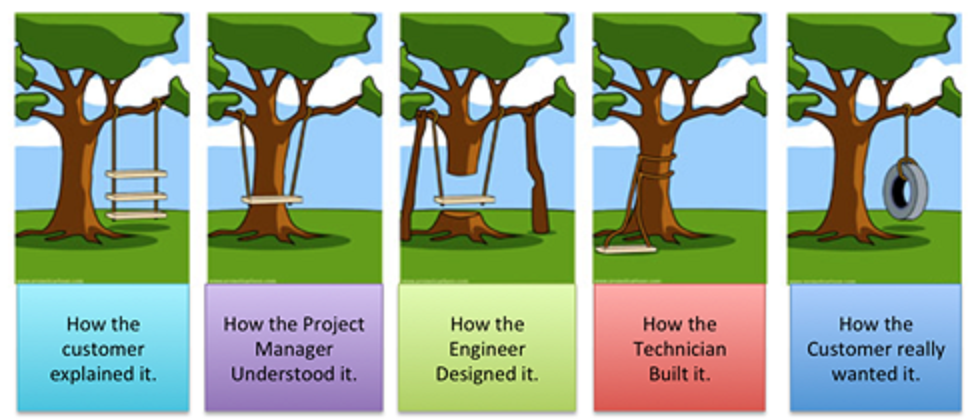 How the
customer
explained it.
How the Project
Manager
Understood it.
How the
Engineer
Designed it.
How the
Technician
Built it.
How the
Customer really
wanted it.